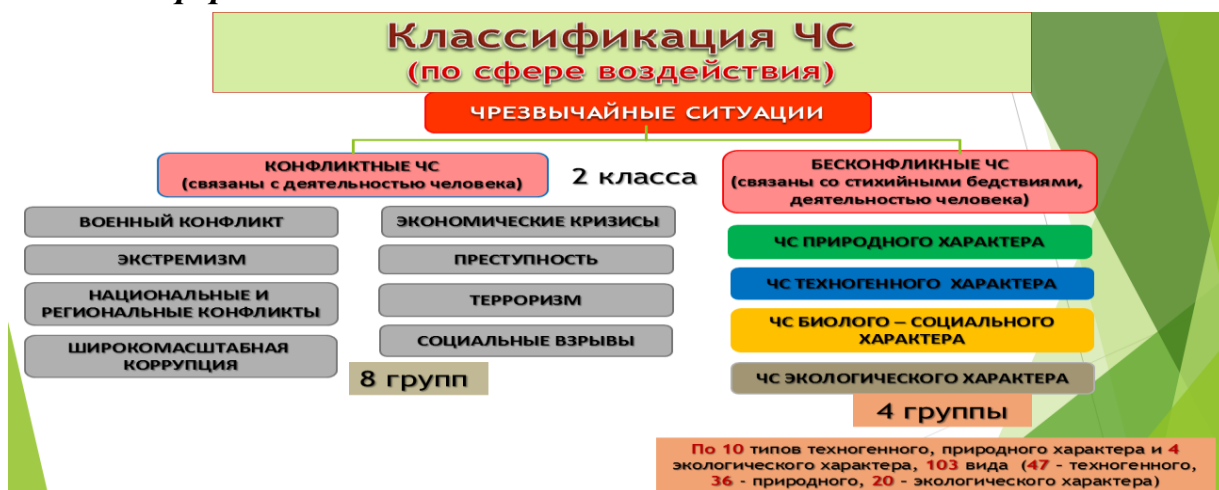 Классификация ЧС
(по сфере воздействия)
ЧРЕЗВЫЧАЙНЫЕ СИТУАЦИИ
КОНФЛИКТНЫЕ ЧС
(связаны с деятельностью человека)
2 класса
БЕСКОНФЛИКНЫЕ ЧС
(связаны со стихийными бедствиями,
деятельностью человека)
ВОЕННЫЙ КОНФЛИКТ
ЭКСТРЕМИЗМ
НАЦИОНАЛЬНЫЕ И
РЕГИОНАЛЬНЫЕ КОНФЛИКТЫ
ШИРОКОМАСШТАБНАЯ
КОРРУПЦИЯ
ЭКОНОМИЧЕСКИЕ КРИЗИСЫ
ПРЕСТУПНОСТЬ
ТЕРРОРИЗМ
СОЦИАЛЬНЫЕ ВЗРЫВЫ
8 групп
ЧС ПРИРОДНОГО ХАРАКТЕРА
ЧС ТЕХНОГЕННОГО ХАРАКТЕРА
ЧС БИОЛОГО – СОЦИАЛЬНОГО
ХАРАКТЕРА
ЧС ЭКОЛОГИЧЕСКОГО ХАРАКТЕРА
4 группы
По 10 типов техногенного, природного характера и 4
экологического характера, 103 вида (47 - техногенного,
36 - природного, 20 - экологического характера)